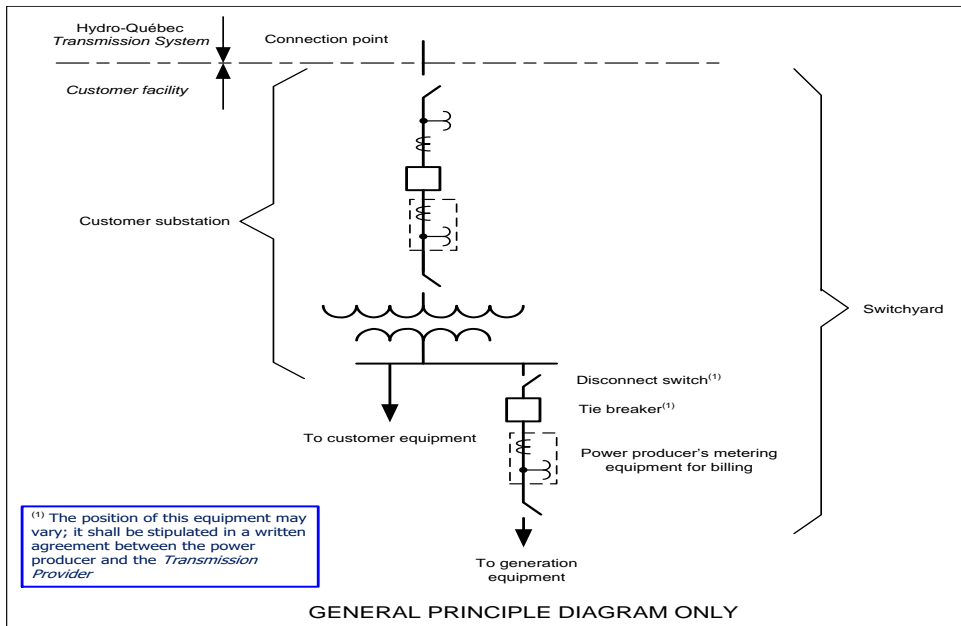 Hydro-Québec
Transmission System
Connection point
Customer facility
Customer substation
Switchyard
Disconnect switch(1)
Tie breaker(1)
To customer equipment
Power producer's metering
equipment for billing
(1) The position of this equipment may
vary; it shall be stipulated in a written
agreement between the power
producer and the Transmission
Provider
To generation
equipment
GENERAL PRINCIPLE DIAGRAM ONLY